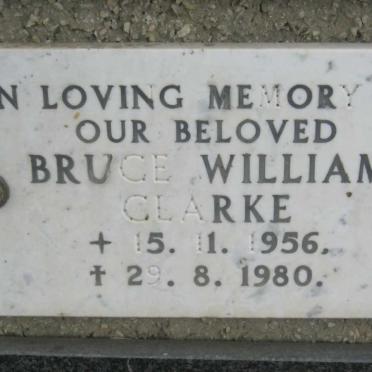 N LOVING MEMORY
OUR BELOVED
BRUCE WILLIAM
CLARKE
+ 15. 11. 1956.
† 29. 8. 1980.